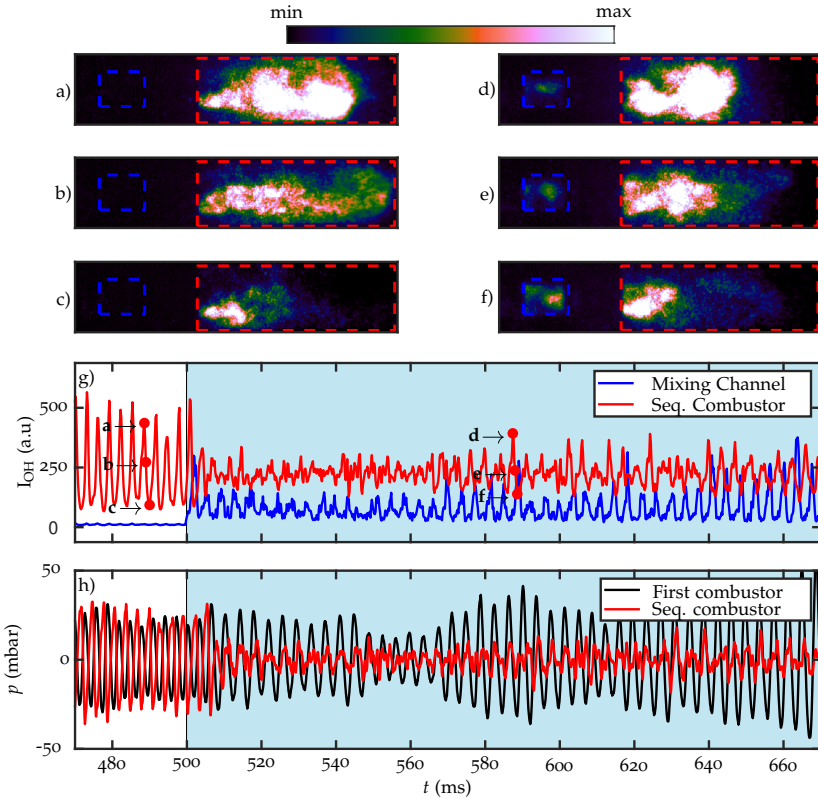 min max
a) d)
b) e)
c) f)
g)
Mixing Channel
Seq. Combustor
I_OH (a.u)
500
250
0
a→
b→
c→
d→
e→
f→
h)
First combustor
Seq. combustor
p (mbar)
50
0
-50
480 500 520 540 560 580 600 620 640 660
t (ms)